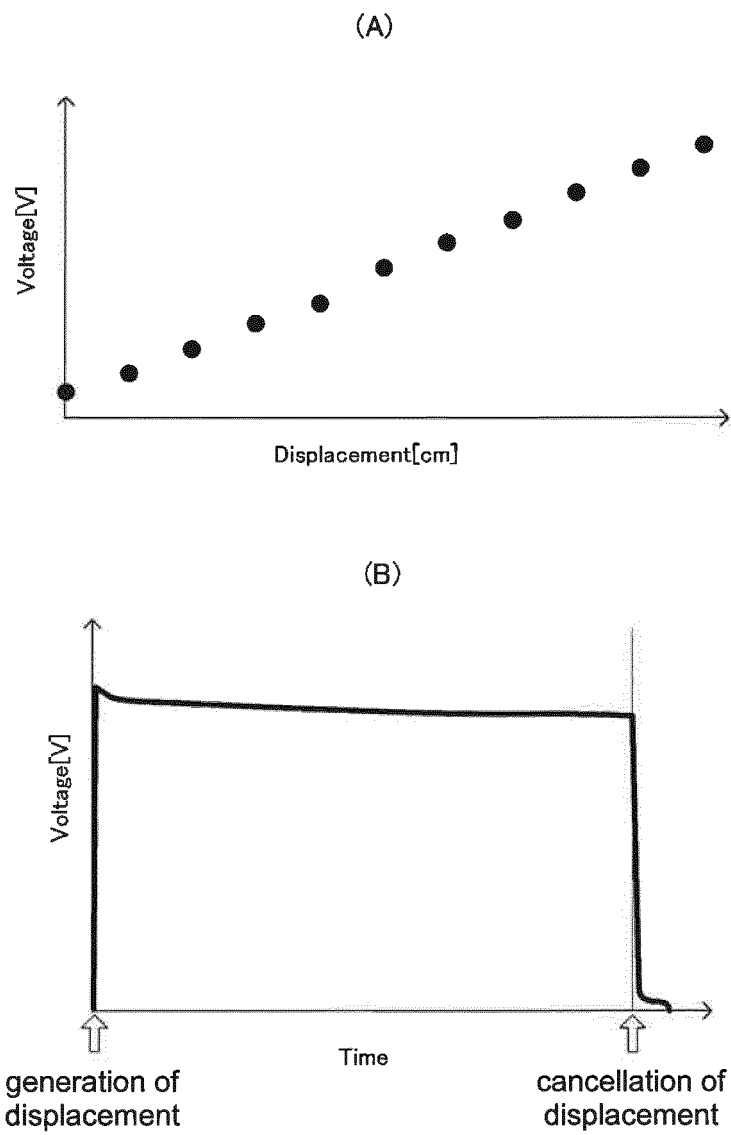 (A)
Voltage[V]
Displacement[cm]
(B)
Voltage[V]
Time
generation of
displacement
cancellation of
displacement